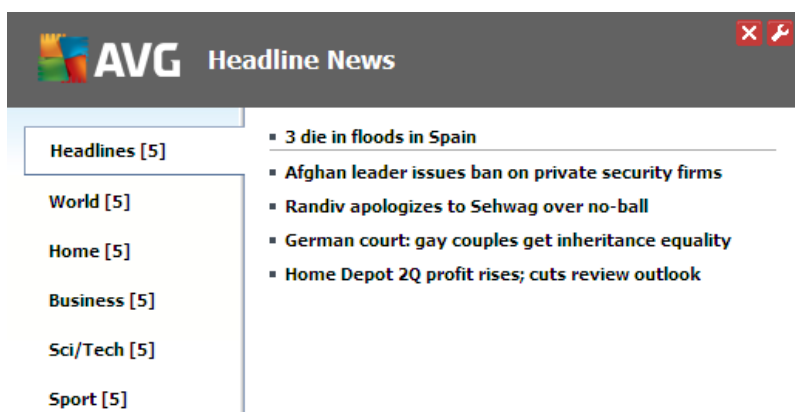 AVG Headline News
Headlines [5]
World [5]
Home [5]
Business [5]
Sci/Tech [5]
Sport [5]
3 die in floods in Spain
Afghan leader issues ban on private security firms
Randiv apologizes to Sehwag over no-ball
German court: gay couples get inheritance equality
Home Depot 2Q profit rises; cuts review outlook